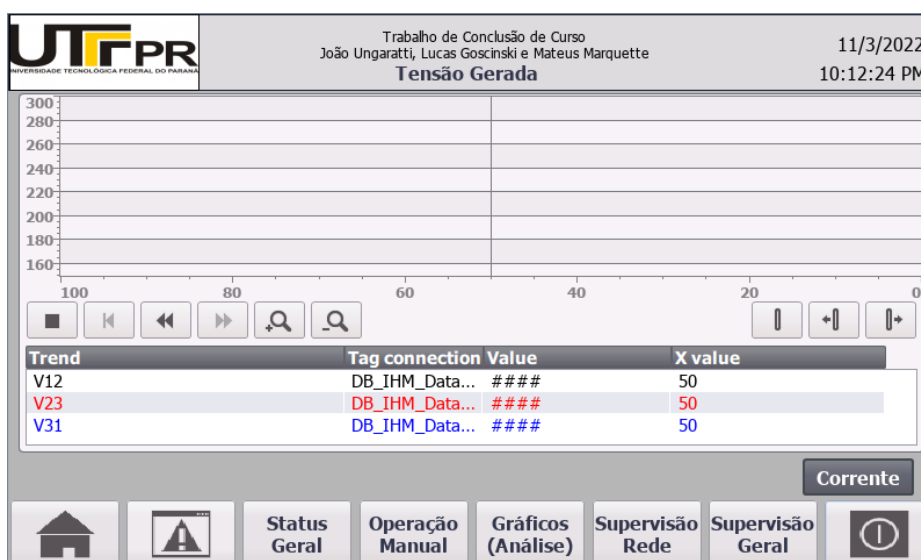 UTFPR
UNIVERSIDADE TECNOLÓGICA FEDERAL DO PARANÁ
Trabalho de Conclusão de Curso
João Ungaratti, Lucas Goscinski e Mateus Marquette
Tensão Gerada
11/3/2022
10:12:24 PM
300
280
260
240
220
200
180
160
100 80 60 40 20 0
Trend Tag connection Value X value
V12 DB_IHM_Data... #### 50
V23 DB_IHM_Data... #### 50
V31 DB_IHM_Data... #### 50
Corrente
Status Geral
Operação Manual
Gráficos (Análise)
Supervisão Rede
Supervisão Geral